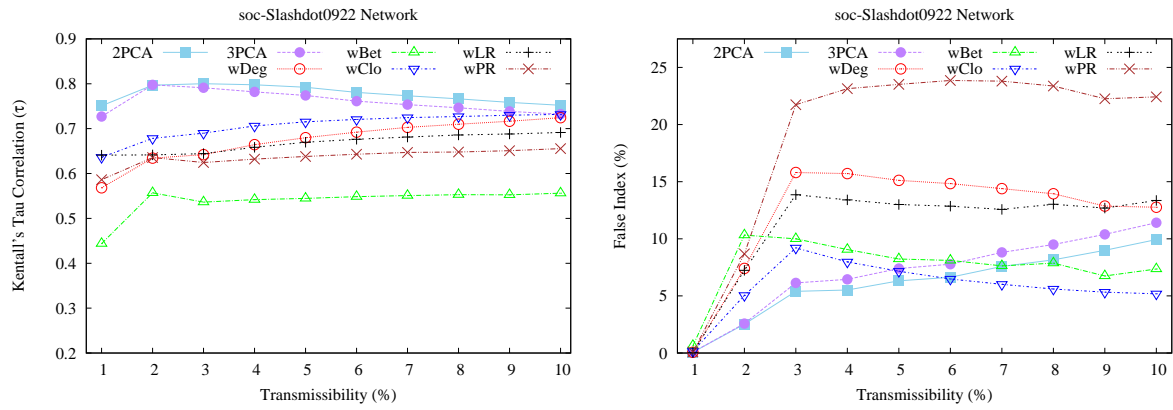 soc-Slashdot0922 Network
2PCA 3PCA wBet wLR
wDeg wClo wPR
Kentall's Tau Correlation (τ)
0.9
0.8
0.7
0.6
0.5
0.4
0.3
0.2
1 2 3 4 5 6 7 8 9 10
Transmissibility (%)
soc-Slashdot0922 Network
2PCA 3PCA wBet wLR
wDeg wClo wPR
False Index (%)
25
20
15
10
5
0
1 2 3 4 5 6 7 8 9 10
Transmissibility (%)